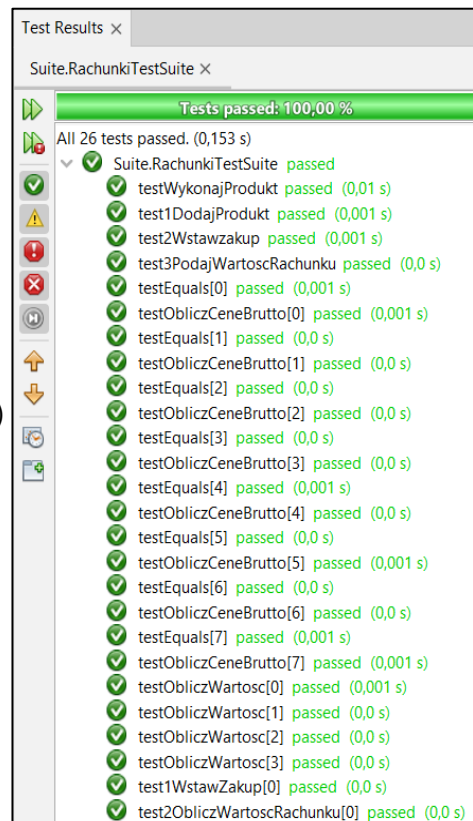 Test Results ×
Suite.RachunkiTestSuite ×
Tests passed: 100,00 %
All 26 tests passed. (0,153 s)
Suite.RachunkiTestSuite passed
testWykonajProdukt passed (0,01 s)
test1DodajProdukt passed (0,001 s)
test2Wstawzakup passed (0,001 s)
test3PodajWartoscRachunku passed (0,0 s)
testEquals[0] passed (0,001 s)
testObliczCeneBrutto[0] passed (0,001 s)
testEquals[1] passed (0,0 s)
testObliczCeneBrutto[1] passed (0,0 s)
testEquals[2] passed (0,0 s)
testObliczCeneBrutto[2] passed (0,0 s)
testEquals[3] passed (0,0 s)
testObliczCeneBrutto[3] passed (0,0 s)
testEquals[4] passed (0,001 s)
testObliczCeneBrutto[4] passed (0,0 s)
testEquals[5] passed (0,0 s)
testObliczCeneBrutto[5] passed (0,001 s)
testEquals[6] passed (0,0 s)
testObliczCeneBrutto[6] passed (0,0 s)
testEquals[7] passed (0,001 s)
testObliczCeneBrutto[7] passed (0,001 s)
testObliczWartosc[0] passed (0,001 s)
testObliczWartosc[1] passed (0,0 s)
testObliczWartosc[2] passed (0,0 s)
testObliczWartosc[3] passed (0,0 s)
test1WstawZakup[0] passed (0,0 s)
test2ObliczWartoscRachunku[0] passed (0,0 s)
)